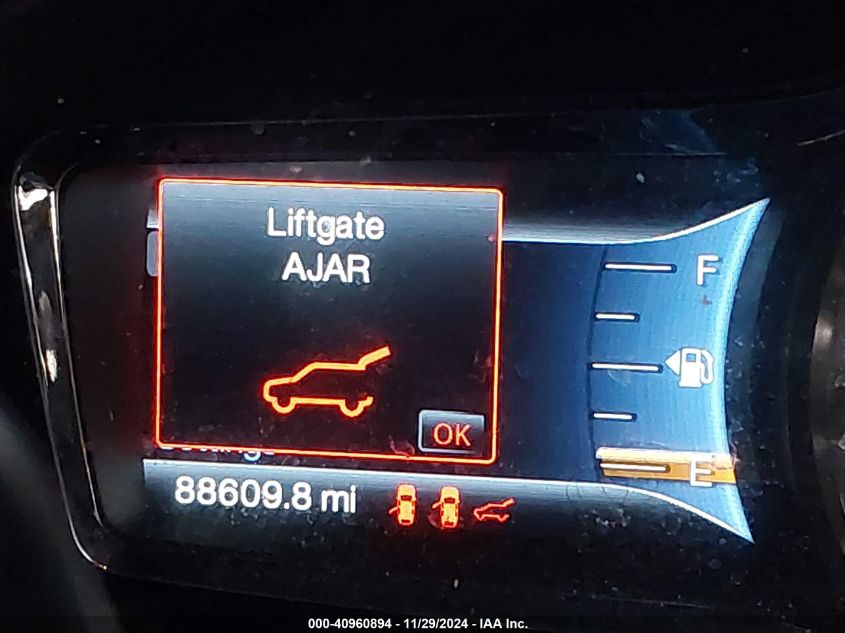 Liftgate
AJAR
OK
F
E
88609.8 mi
000-40960894 - 11/29/2024 - IAA Inc.